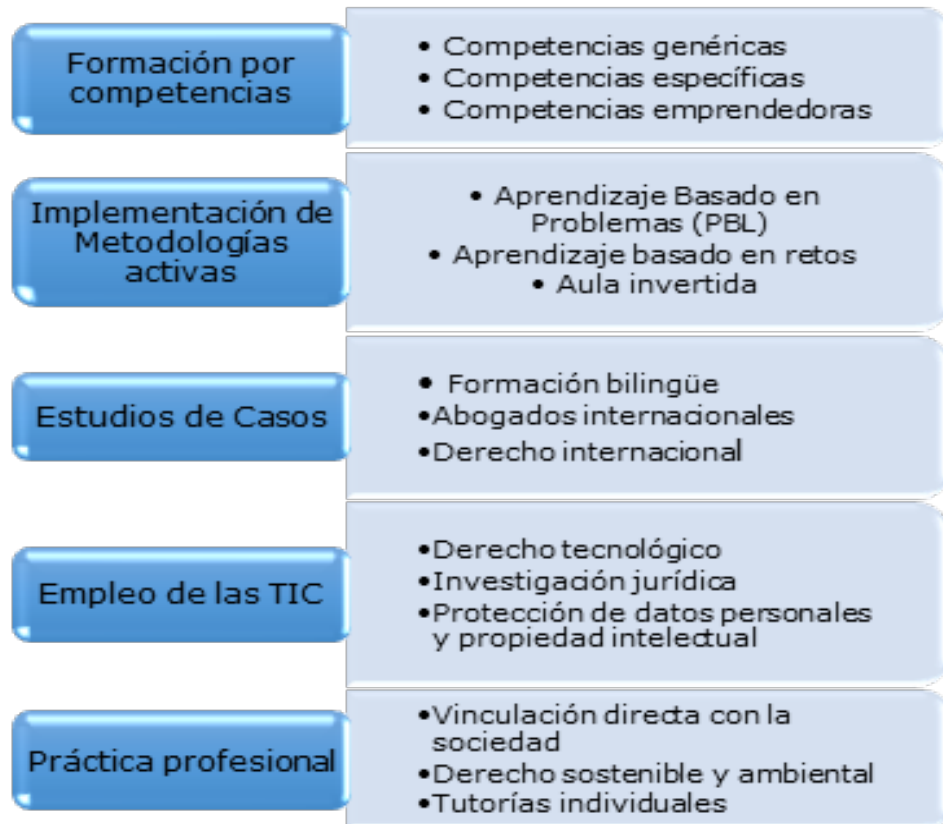 Formación por
competencias
• Competencias genéricas
• Competencias específicas
• Competencias emprendedoras
Implementación de
Metodologías
activas
• Aprendizaje Basado en
Problemas (PBL)
• Aprendizaje basado en retos
• Aula invertida
Estudios de Casos
• Formación bilingüe
•Abogados internacionales
•Derecho internacional
Empleo de las TIC
•Derecho tecnológico
•Investigación jurídica
•Protección de datos personales
y propiedad intelectual
Práctica profesional
•Vinculación directa con la
sociedad
•Derecho sostenible y ambiental
•Tutorías individuales